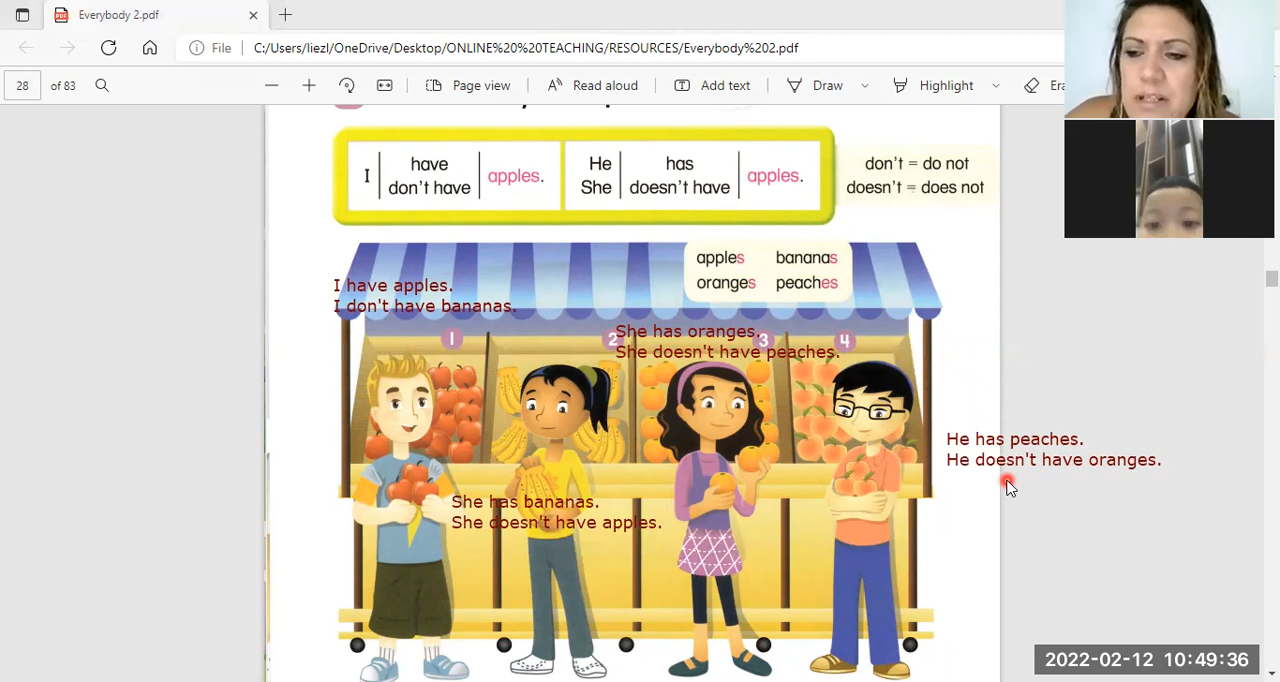 Everybody 2.pdf
File C:/Users/liezl/OneDrive/Desktop/ONLINE%20%20TEACHING/RESOURCES/Everybody%202.pdf
28 of 83 Page view Read aloud Add text Draw Highlight
I have don't have apples.
He She has doesn't have apples.
don't = do not
doesn't = does not
apples bananas
oranges peaches
I have apples.
I don't have bananas.
1 2 3 4
She has oranges.
She doesn't have peaches.
He has peaches.
He doesn't have oranges.
She has bananas.
She doesn't have apples.
2022-02-12 10:49:36